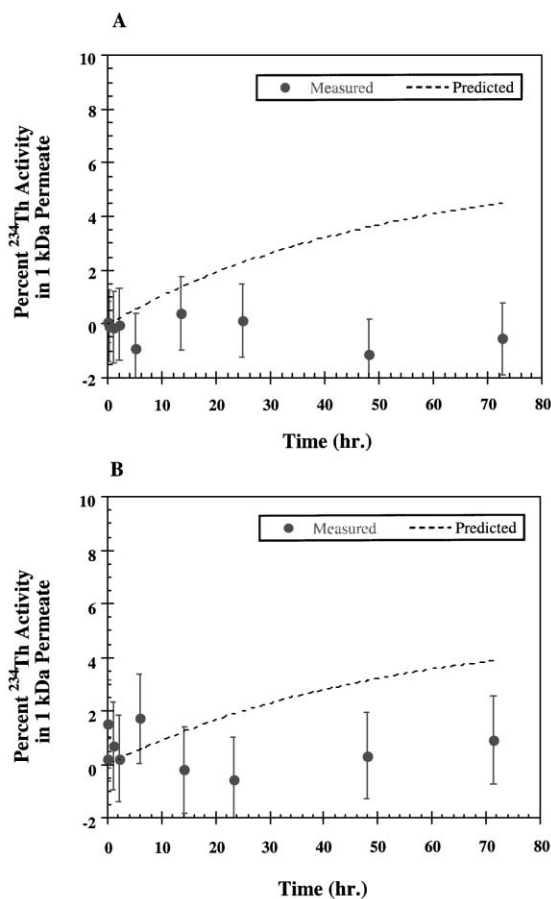 A
10
8
6
4
2
0
-2
Percent ²³⁴Th Activity
in 1 kDa Permeate
Measured
Predicted
0 10 20 30 40 50 60 70 80
Time (hr.)
B
10
8
6
4
2
0
-2
Percent ²³⁴Th Activity
in 1 kDa Permeate
Measured
Predicted
0 10 20 30 40 50 60 70 80
Time (hr.)